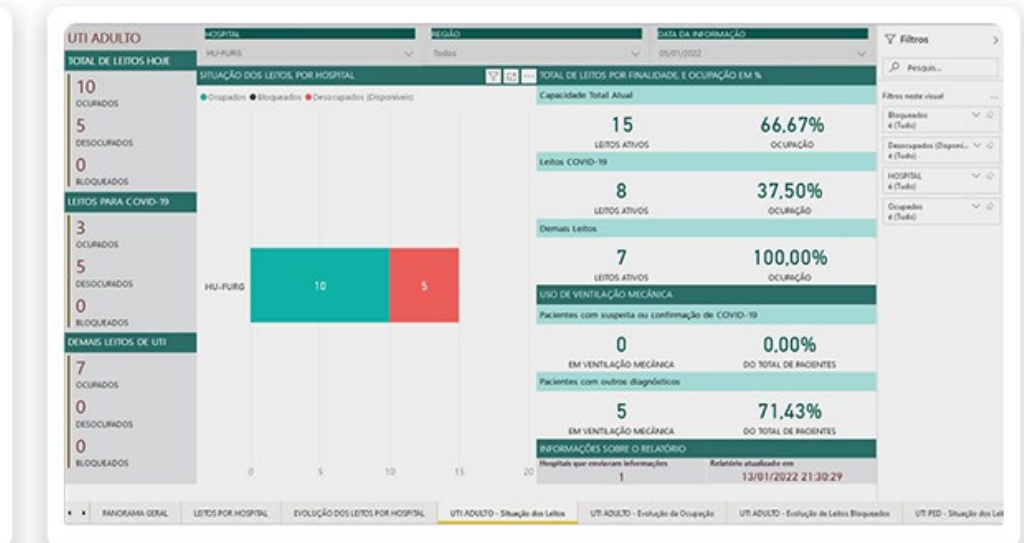 UTI ADULTO
TOTAL DE LEITOS HOJE
10
OCUPADOS
5
DESOCUPADOS
0
BLOQUEADOS
LEITOS PARA COVID-19
3
OCUPADOS
5
DESOCUPADOS
0
BLOQUEADOS
DEMAIS LEITOS DE UTI
7
OCUPADOS
0
DESOCUPADOS
0
BLOQUEADOS
HOSPITAL
HU-FURG
REGIÃO
Todos
DATA DA INFORMAÇÃO
05/01/2022
SITUAÇÃO DOS LEITOS, POR HOSPITAL
Ocupados Bloqueados Desocupados (Disponíveis)
HU-FURG 10 5
0 5 10 15 20
TOTAL DE LEITOS POR FINALIDADE, E OCUPAÇÃO EM %
Capacidade Total Atual
15 66,67%
LEITOS ATIVOS OCUPAÇÃO
Leitos COVID-19
8 37,50%
LEITOS ATIVOS OCUPAÇÃO
Demais Leitos
7 100,00%
LEITOS ATIVOS OCUPAÇÃO
USO DE VENTILAÇÃO MECÂNICA
Pacientes com suspeita ou confirmação de COVID-19
0 0,00%
EM VENTILAÇÃO MECÂNICA DO TOTAL DE PACIENTES
Pacientes com outros diagnósticos
5 71,43%
EM VENTILAÇÃO MECÂNICA DO TOTAL DE PACIENTES
INFORMAÇÕES SOBRE O RELATÓRIO
Hospitais que enviaram informações Relatório atualizado em
1 13/01/2022 21:30:29
Filtros
Pesquis...
Filtros neste visual ...
Bloqueados
é (Tudo)
Desocupados (Disponí...
é (Tudo)
HOSPITAL
é (Tudo)
Ocupados
é (Tudo)
PANORAMA GERAL LEITOS POR HOSPITAL EVOLUÇÃO DOS LEITOS POR HOSPITAL UTI ADULTO - Situação dos Leitos UTI ADULTO - Evolução da Ocupação UTI ADULTO - Evolução de Leitos Bloqueados UTI PED - Situação dos Leit